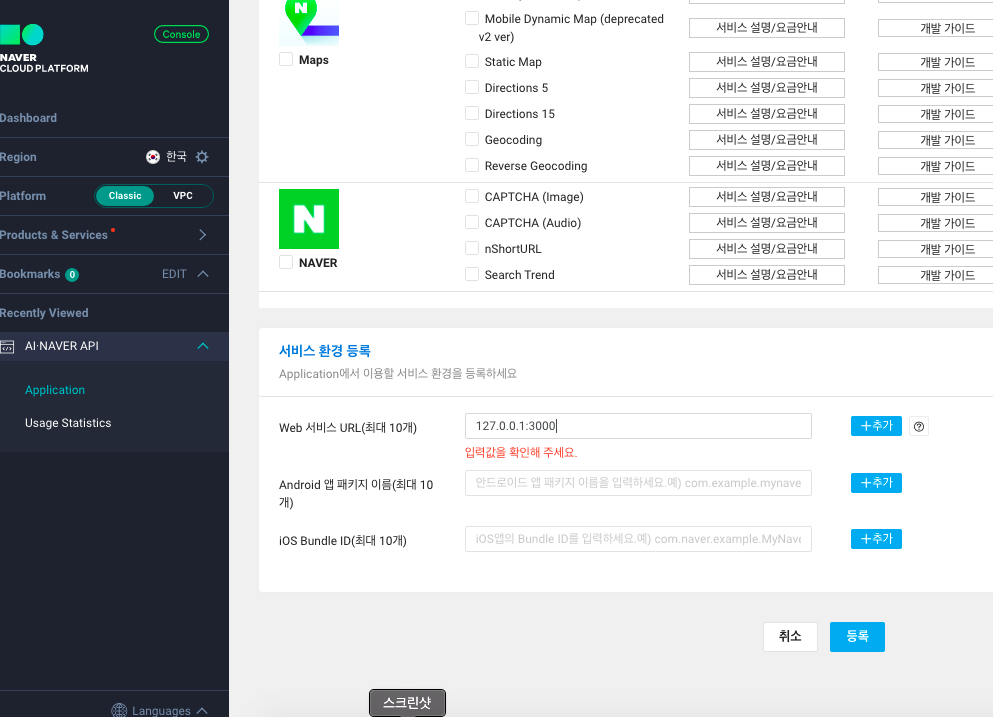 Console
NAVER
CLOUD PLATFORM
Dashboard
Region 한국
Platform Classic VPC
Products & Services
Bookmarks 0 EDIT
Recently Viewed
AI·NAVER API
Application
Usage Statistics
Languages
N
Maps
Mobile Dynamic Map (deprecated
v2 ver) 서비스 설명/요금안내 개발 가이드
Static Map 서비스 설명/요금안내 개발 가이드
Directions 5 서비스 설명/요금안내 개발 가이드
Directions 15 서비스 설명/요금안내 개발 가이드
Geocoding 서비스 설명/요금안내 개발 가이드
Reverse Geocoding 서비스 설명/요금안내 개발 가이드
N
NAVER
CAPTCHA (Image) 서비스 설명/요금안내 개발 가이드
CAPTCHA (Audio) 서비스 설명/요금안내 개발 가이드
nShortURL 서비스 설명/요금안내 개발 가이드
Search Trend 서비스 설명/요금안내 개발 가이드
서비스 환경 등록
Application에서 이용할 서비스 환경을 등록하세요
Web 서비스 URL(최대 10개) 127.0.0.1:3000 +추가 ?
입력값을 확인해 주세요.
Android 앱 패키지 이름(최대 10
개) 안드로이드 앱 패키지 이름을 입력하세요.예) com.example.mynave +추가
iOS Bundle ID(최대 10개) iOS앱의 Bundle ID를 입력하세요.예) com.naver.example.MyNave +추가
취소 등록
스크린샷